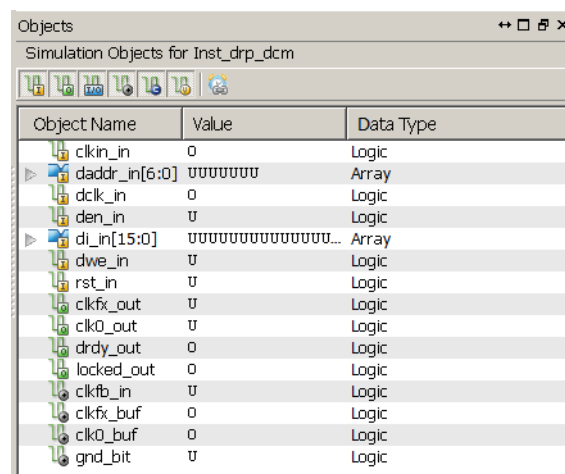 Objects
Simulation Objects for Inst_drp_dcm
Object Name Value Data Type
clkin_in 0 Logic
daddr_in[6:0] UUUUUUU Array
dclk_in 0 Logic
den_in U Logic
di_in[15:0] UUUUUUUUUUUUUU... Array
dwe_in U Logic
rst_in U Logic
clkfx_out U Logic
clk0_out U Logic
drdy_out 0 Logic
locked_out 0 Logic
clkfb_in U Logic
clkfx_buf 0 Logic
clk0_buf 0 Logic
gnd_bit U Logic